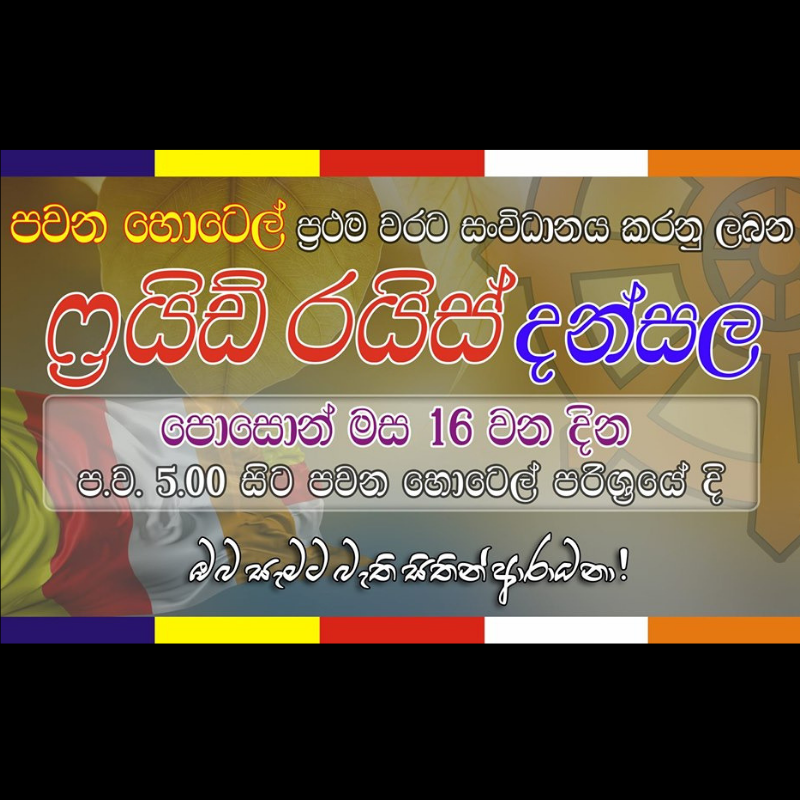 පවන හොටෙල් ප්‍රථම වරට සංවිධානය කරනු ලබන
ෆ්‍රයිඩ් රයිස් දන්සල
පොසොන් මස 16 වන දින
ප.ව. 5.00 සිට පවන හොටෙල් පරිශ්‍රයේ දි
ඔබ සැමට බැති සිතින් ආරාධනා!